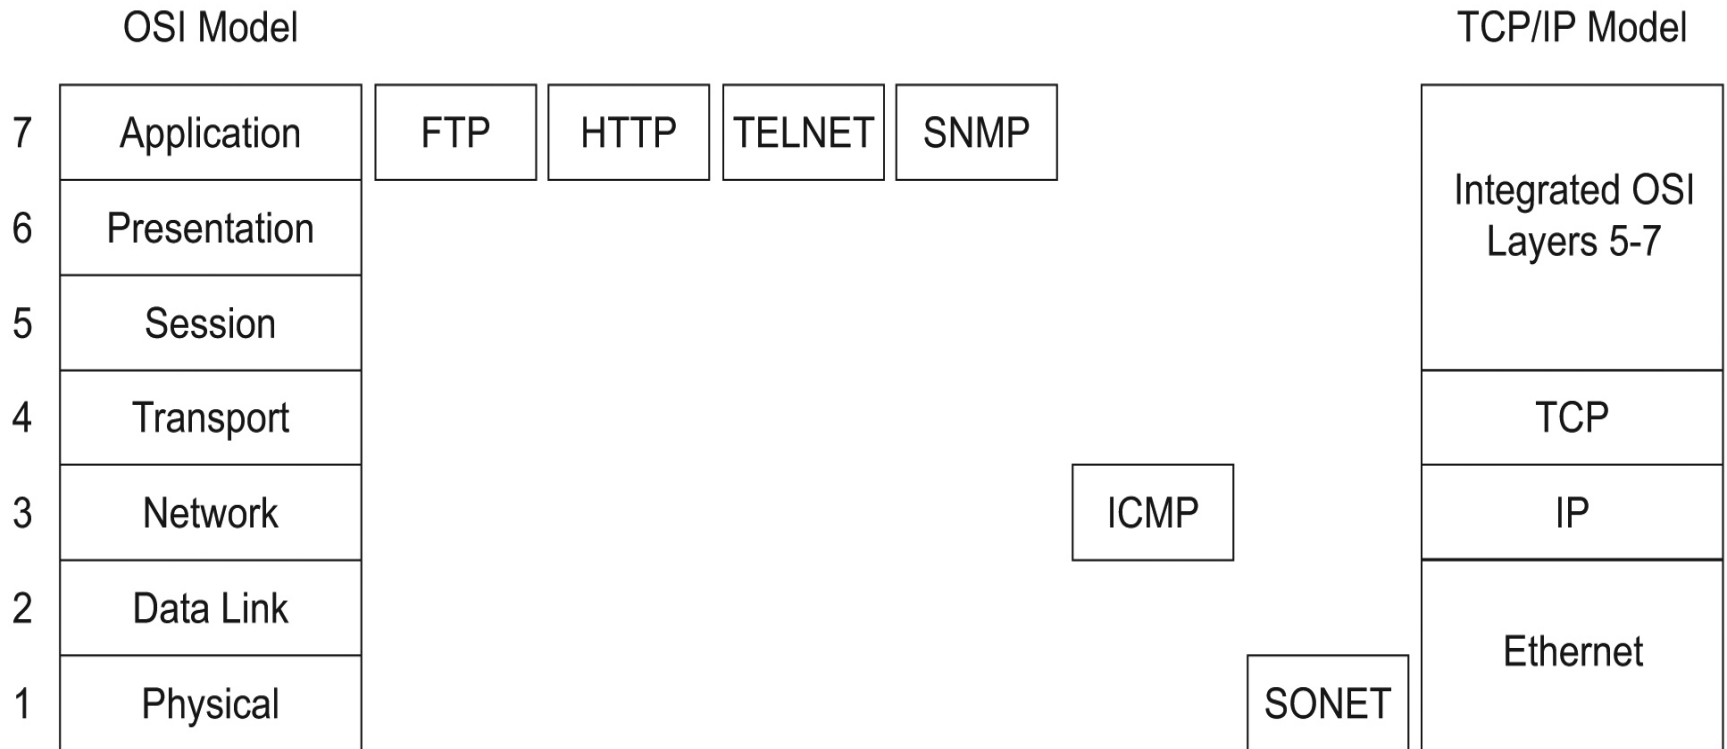 OSI Model
TCP/IP Model
7
Application
FTP
HTTP
TELNET
SNMP
Integrated OSI
Layers 5-7
6
Presentation
5
Session
4
Transport
TCP
3
Network
ICMP
IP
2
Data Link
Ethernet
1
Physical
SONET